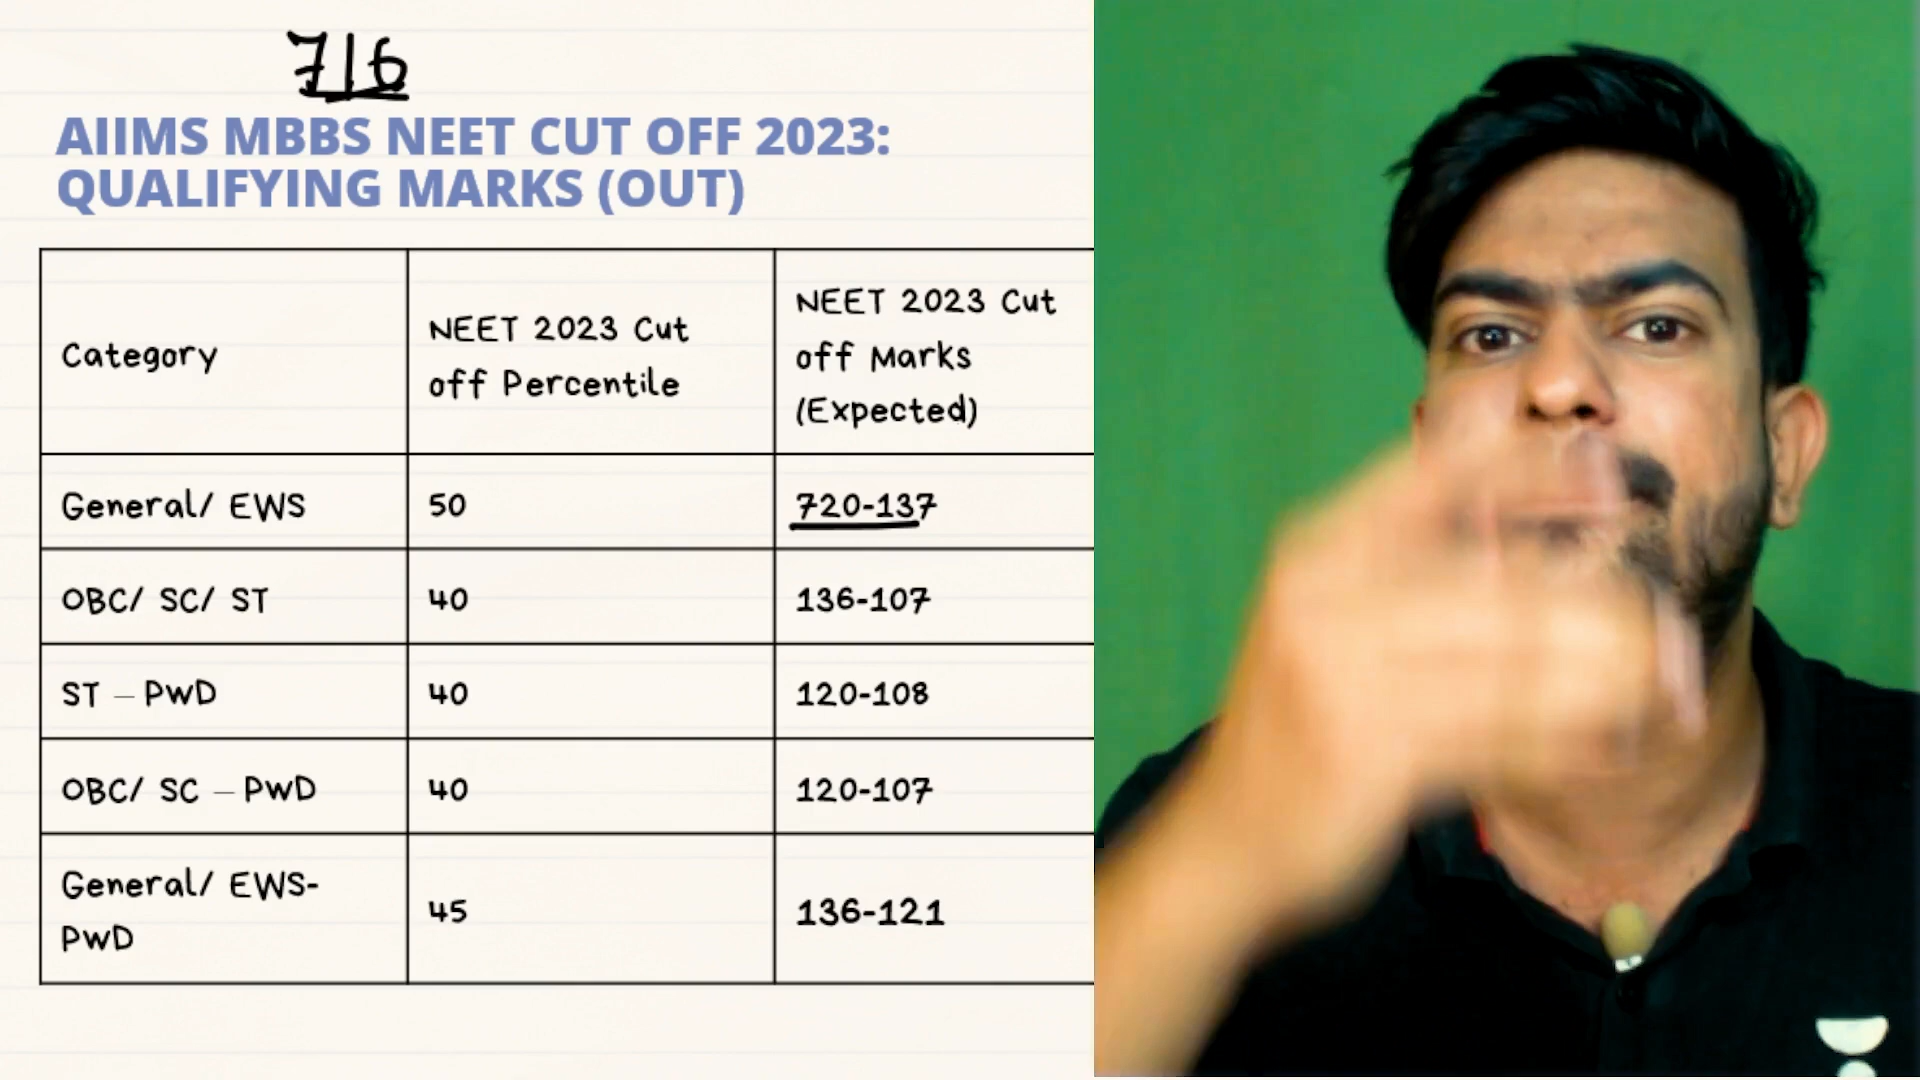 716
AIIMS MBBS NEET CUT OFF 2023:
QUALIFYING MARKS (OUT)
Category
NEET 2023 Cut
off Percentile
NEET 2023 Cut
off Marks
(Expected)
General/ EWS
50
720-137
OBC/ SC/ ST
40
136-107
ST – PwD
40
120-108
OBC/ SC – PwD
40
120-107
General/ EWS-
PwD
45
136-121